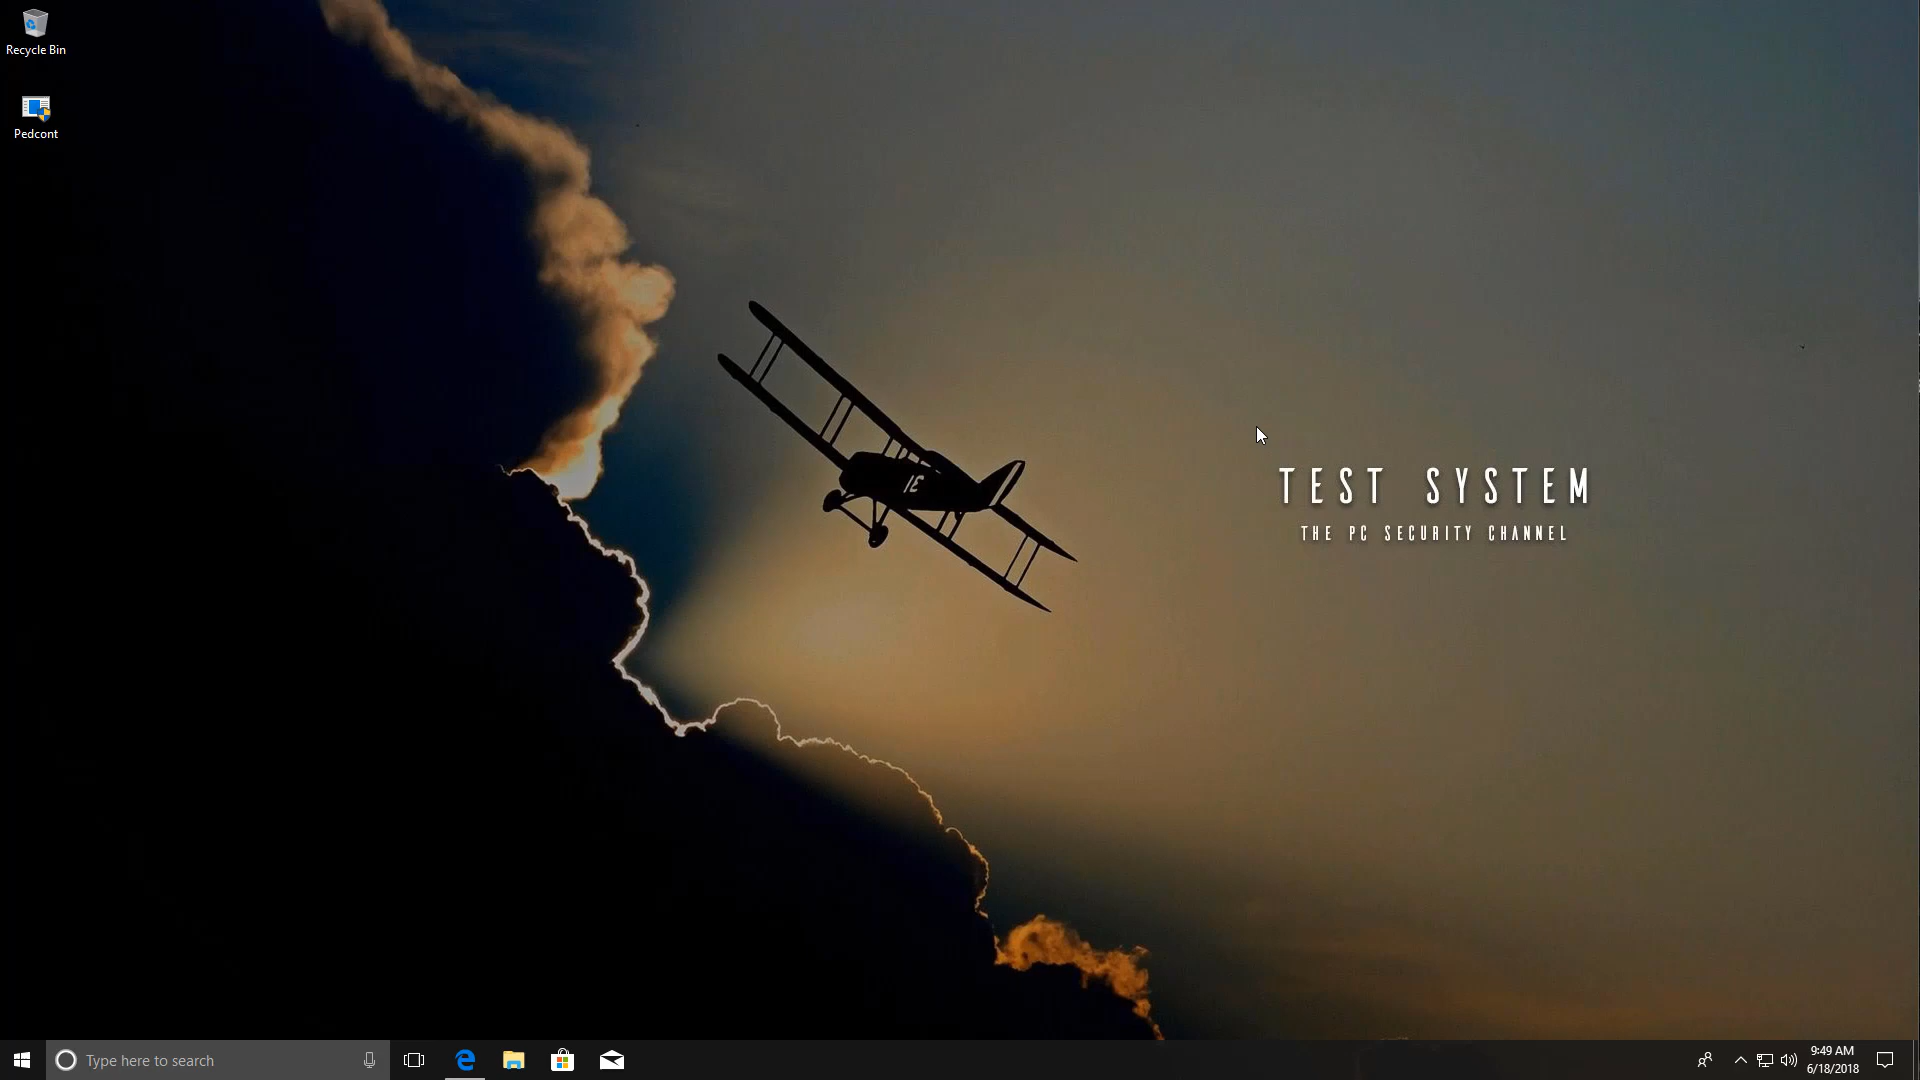 Recycle Bin
Pedcont
TEST SYSTEM
THE PC SECURITY CHANNEL
Type here to search
9:49 AM
6/18/2018